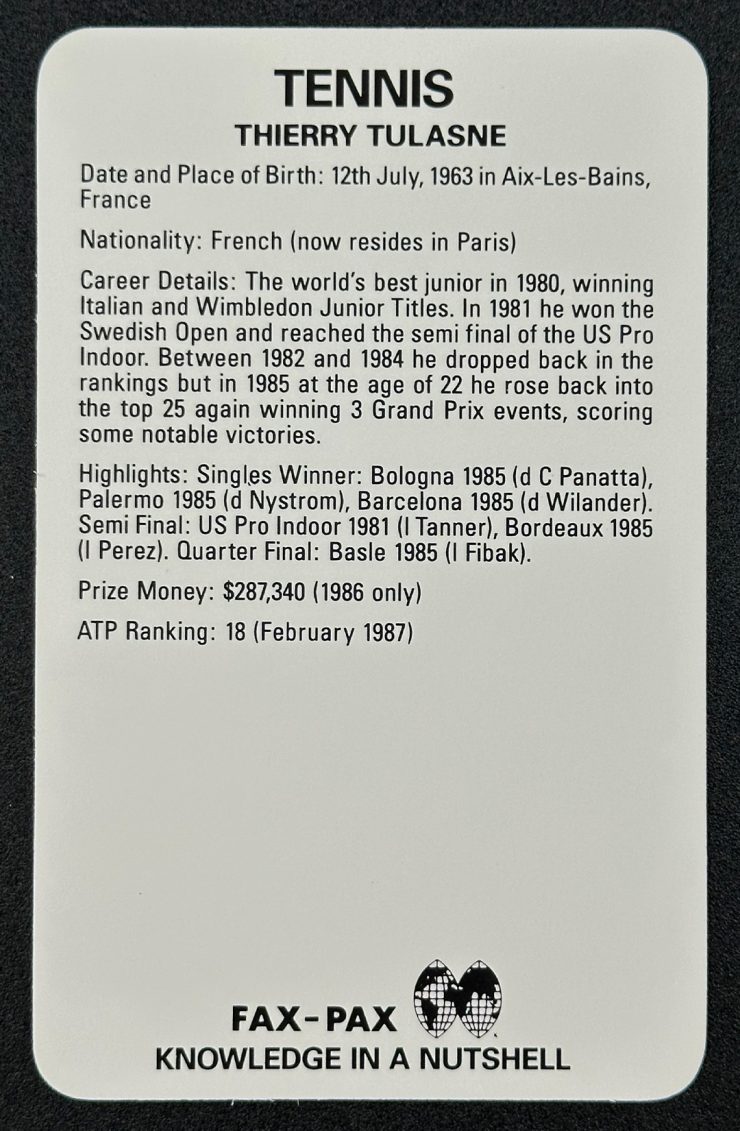 TENNIS
THIERRY TULASNE
Date and Place of Birth: 12th July, 1963 in Aix-Les-Bains,
France
Nationality: French (now resides in Paris)
Career Details: The world's best junior in 1980, winning
Italian and Wimbledon Junior Titles. In 1981 he won the
Swedish Open and reached the semi final of the US Pro
Indoor. Between 1982 and 1984 he dropped back in the
rankings but in 1985 at the age of 22 he rose back into
the top 25 again winning 3 Grand Prix events, scoring
some notable victories.
Highlights: Singles Winner: Bologna 1985 (d C Panatta),
Palermo 1985 (d Nystrom), Barcelona 1985 (d Wilander).
Semi Final: US Pro Indoor 1981 (l Tanner), Bordeaux 1985
(l Perez). Quarter Final: Basle 1985 (l Fibak).
Prize Money: $287,340 (1986 only)
ATP Ranking: 18 (February 1987)
FAX-PAX
KNOWLEDGE IN A NUTSHELL